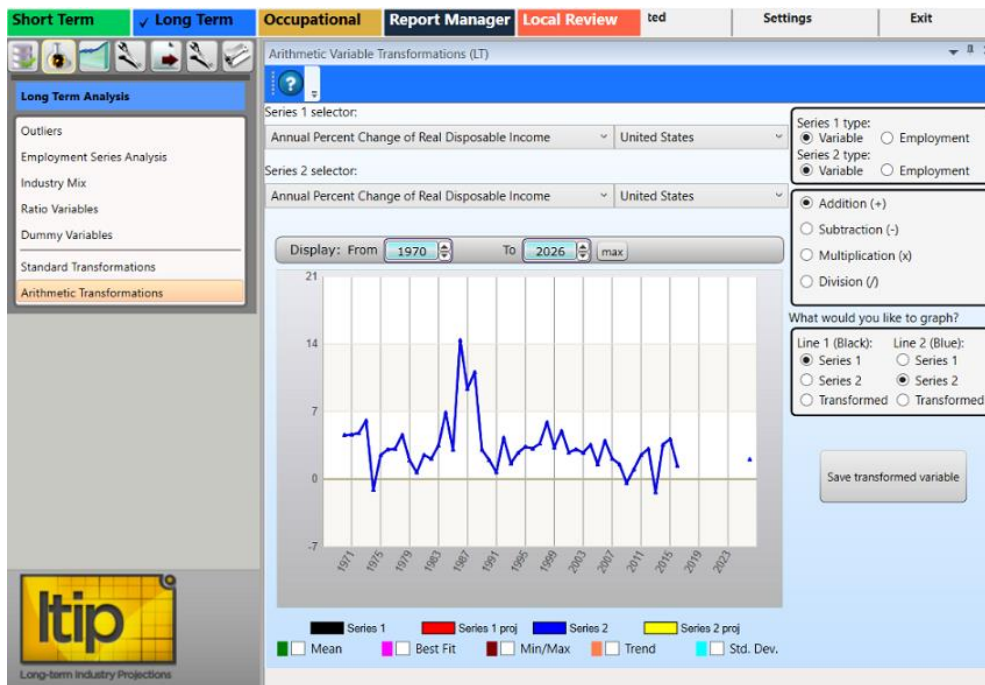 Short Term
✓ Long Term
Occupational
Report Manager
Local Review
ted
Settings
Exit
Long Term Analysis
Outliers
Employment Series Analysis
Industry Mix
Ratio Variables
Dummy Variables
Standard Transformations
Arithmetic Transformations
ltip
Long-term Industry Projections
Arithmetic Variable Transformations (LT)
?
Series 1 selector:
Annual Percent Change of Real Disposable Income United States
Series 2 selector:
Annual Percent Change of Real Disposable Income United States
Display: From 1970 To 2026 max
21
14
7
0
-7
1971 1975 1979 1983 1987 1991 1995 1999 2003 2007 2011 2015 2019 2023
Series 1 Series 1 proj Series 2 Series 2 proj
Mean Best Fit Min/Max Trend Std. Dev.
Series 1 type:
Variable Employment
Series 2 type:
Variable Employment
Addition (+)
Subtraction (-)
Multiplication (x)
Division (/)
What would you like to graph?
Line 1 (Black): Line 2 (Blue):
Series 1 Series 1
Series 2 Series 2
Transformed Transformed
Save transformed variable